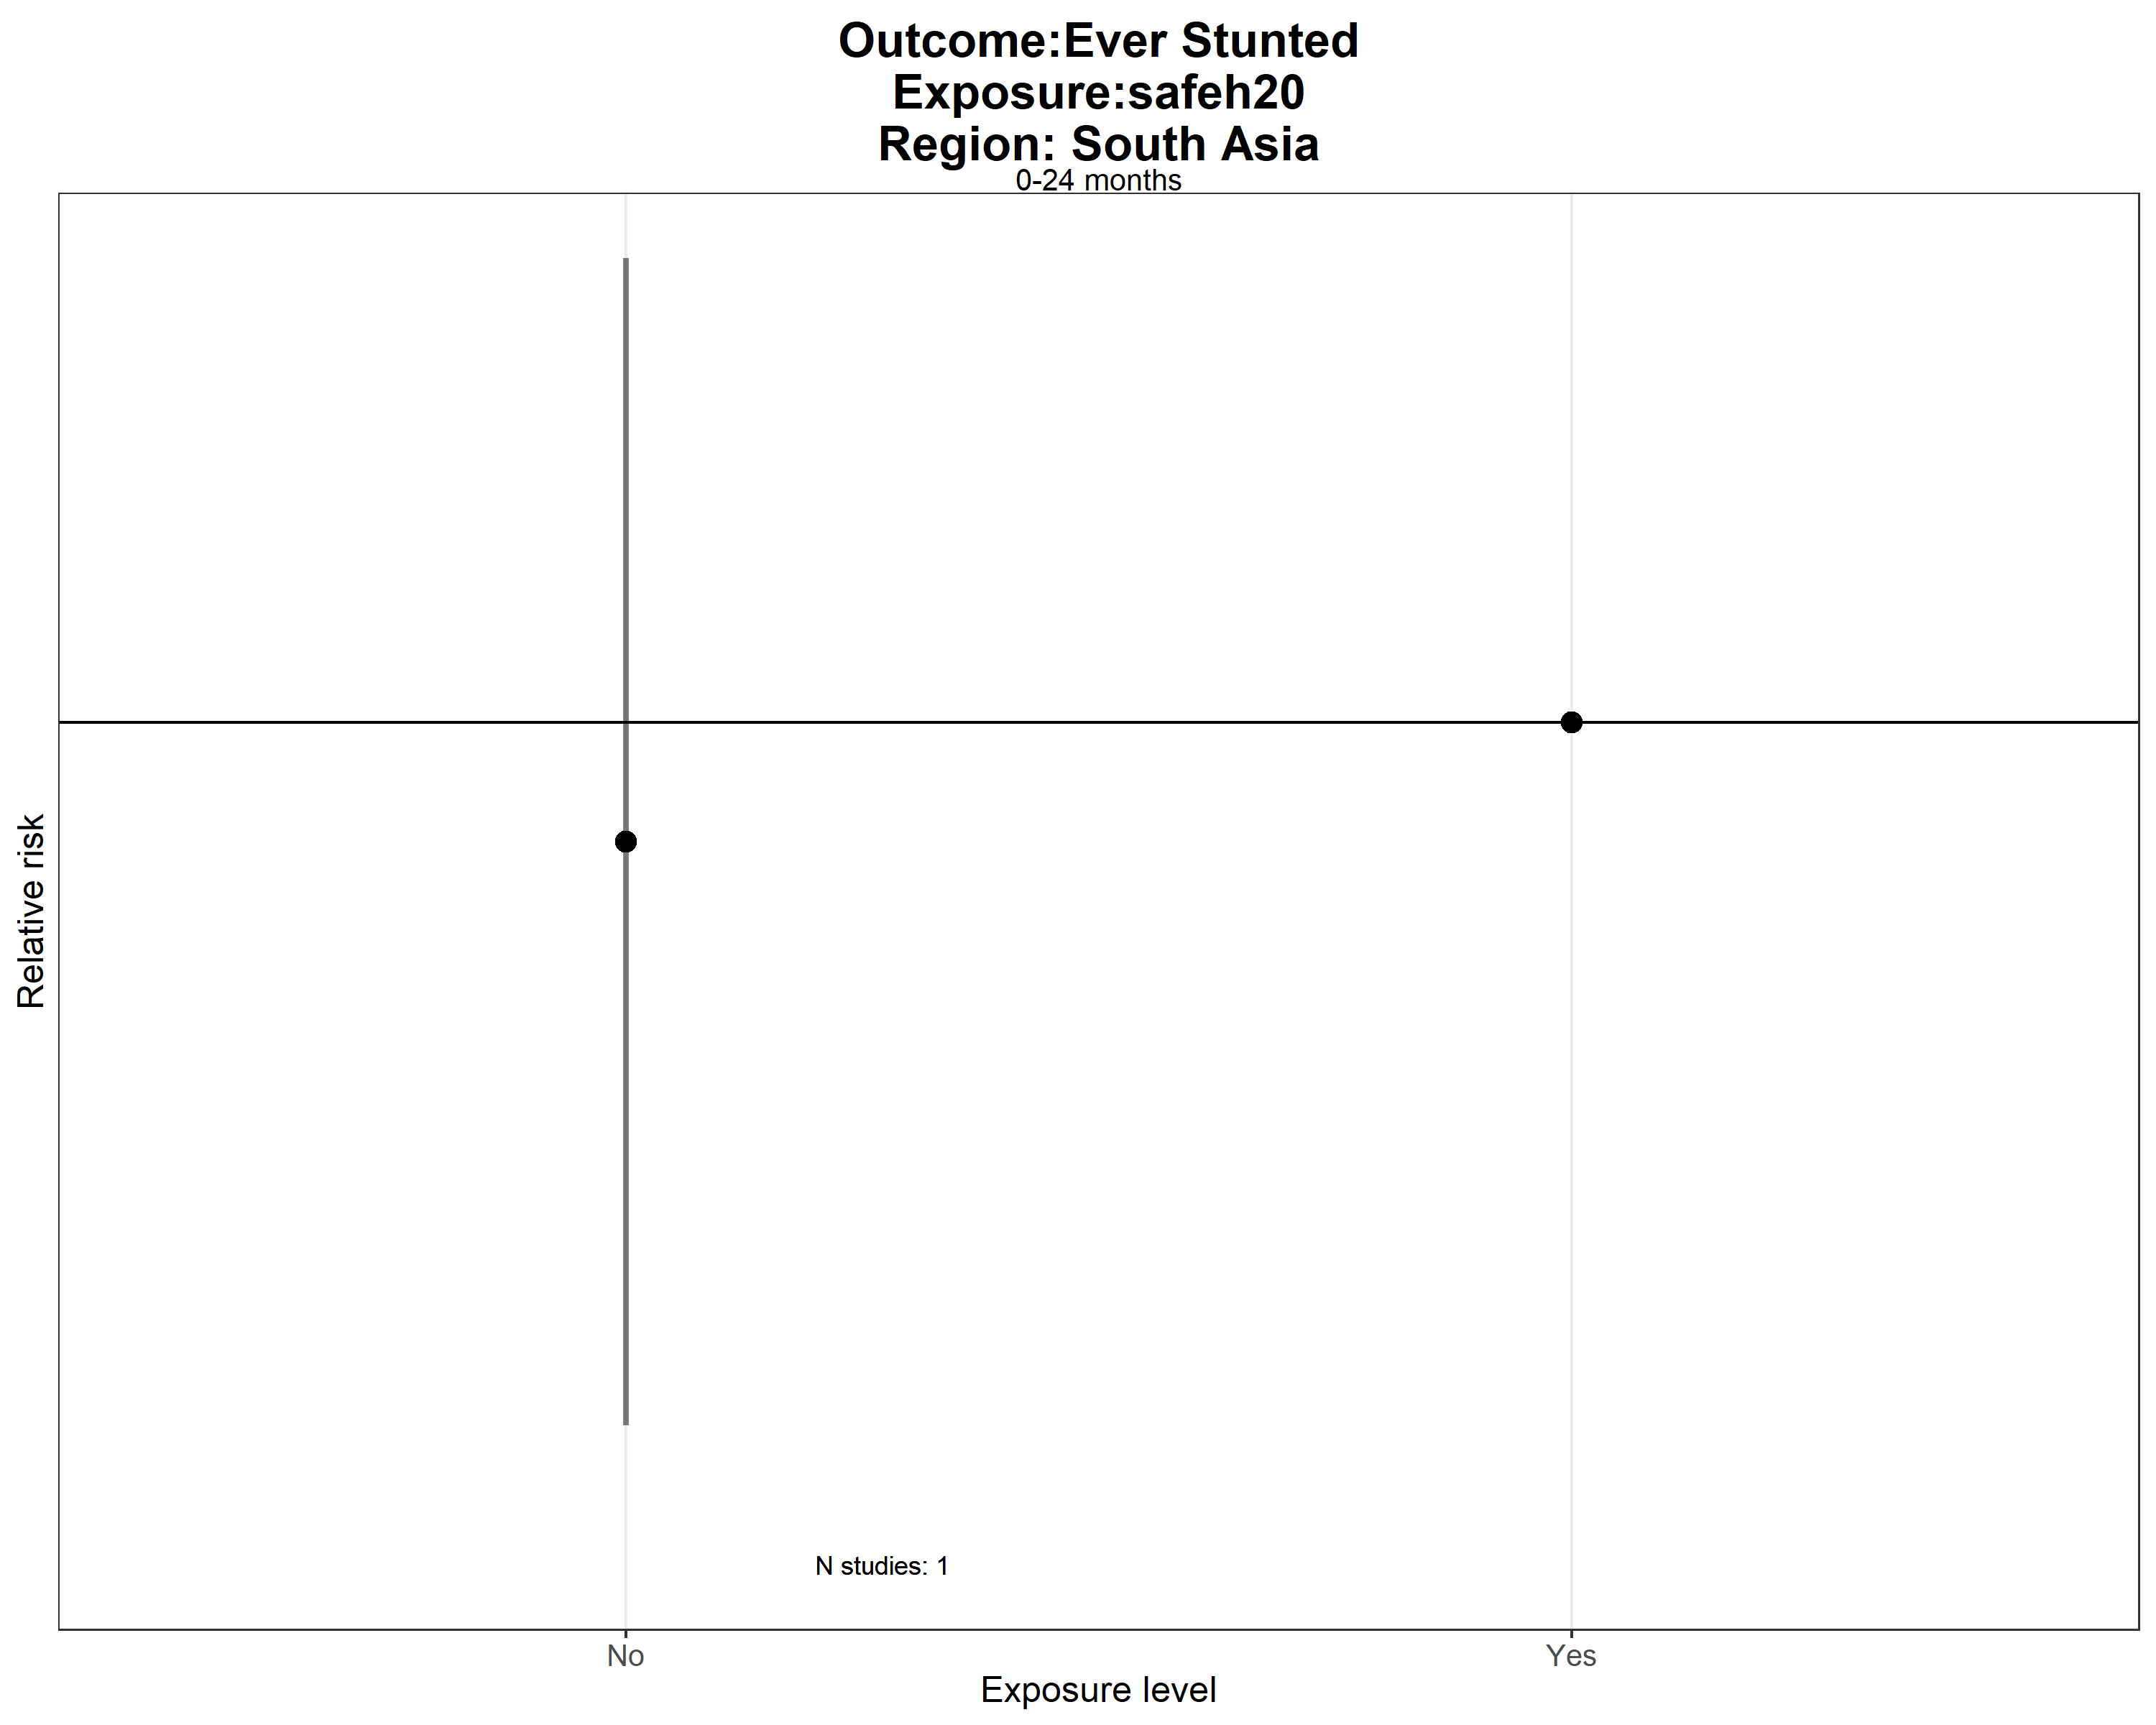 Outcome:Ever Stunted
Exposure:safeh20
Region: South Asia
0-24 months
Relative risk
N studies: 1
No
Yes
Exposure level